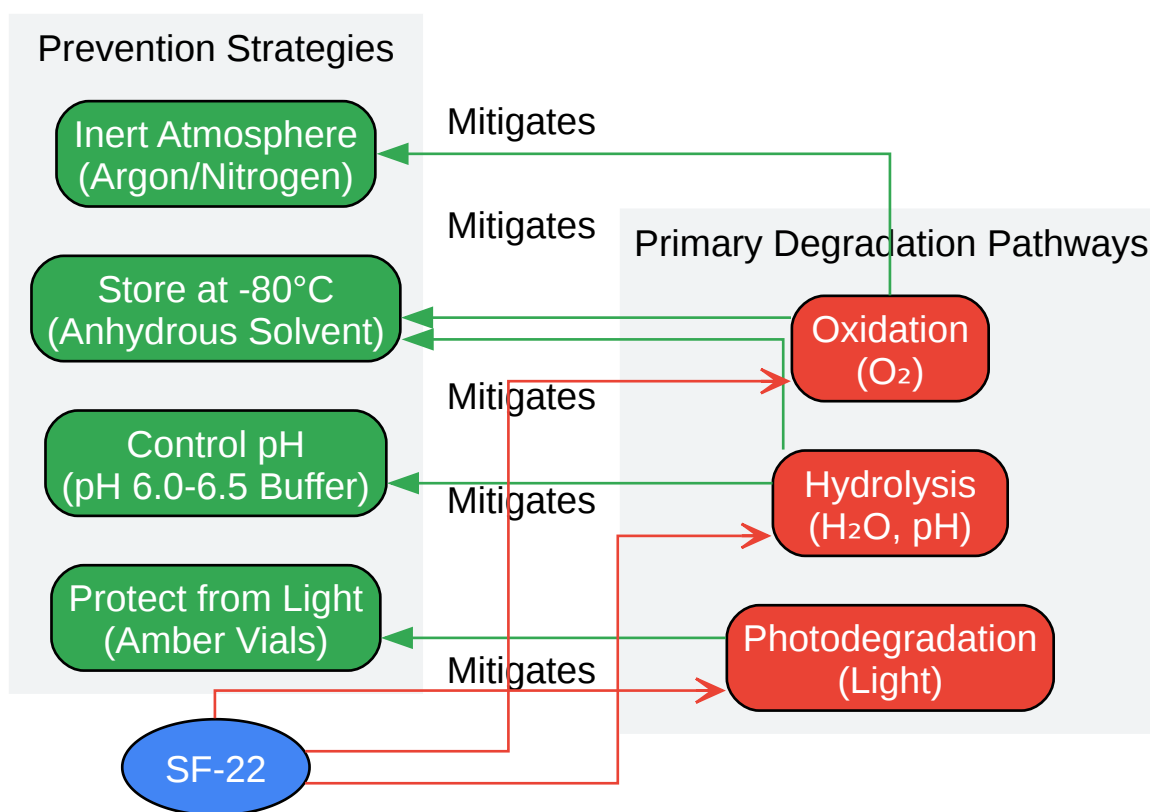 Prevention Strategies
Inert Atmosphere
(Argon/Nitrogen)
Mitigates
Mitigates
Primary Degradation Pathways
Store at -80°C
(Anhydrous Solvent)
Oxidation
(O₂)
Mitigates
Control pH
(pH 6.0-6.5 Buffer)
Mitigates
Hydrolysis
(H₂O, pH)
Protect from Light
(Amber Vials)
Mitigates
Photodegradation
(Light)
SF-22